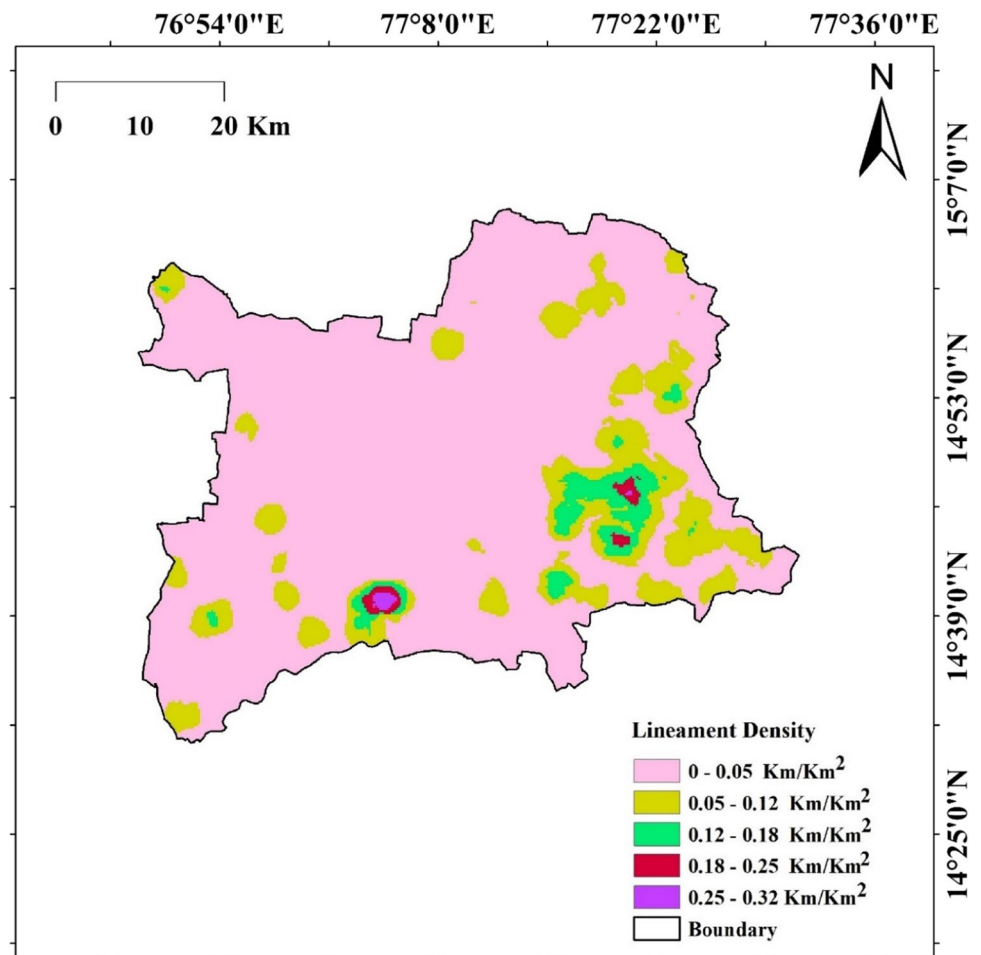 76°54'0"E 77°8'0"E 77°22'0"E 77°36'0"E
N
0 10 20 Km
15°7'0"N
14°53'0"N
14°39'0"N
14°25'0"N
Lineament Density
0 - 0.05 Km/Km²
0.05 - 0.12 Km/Km²
0.12 - 0.18 Km/Km²
0.18 - 0.25 Km/Km²
0.25 - 0.32 Km/Km²
Boundary